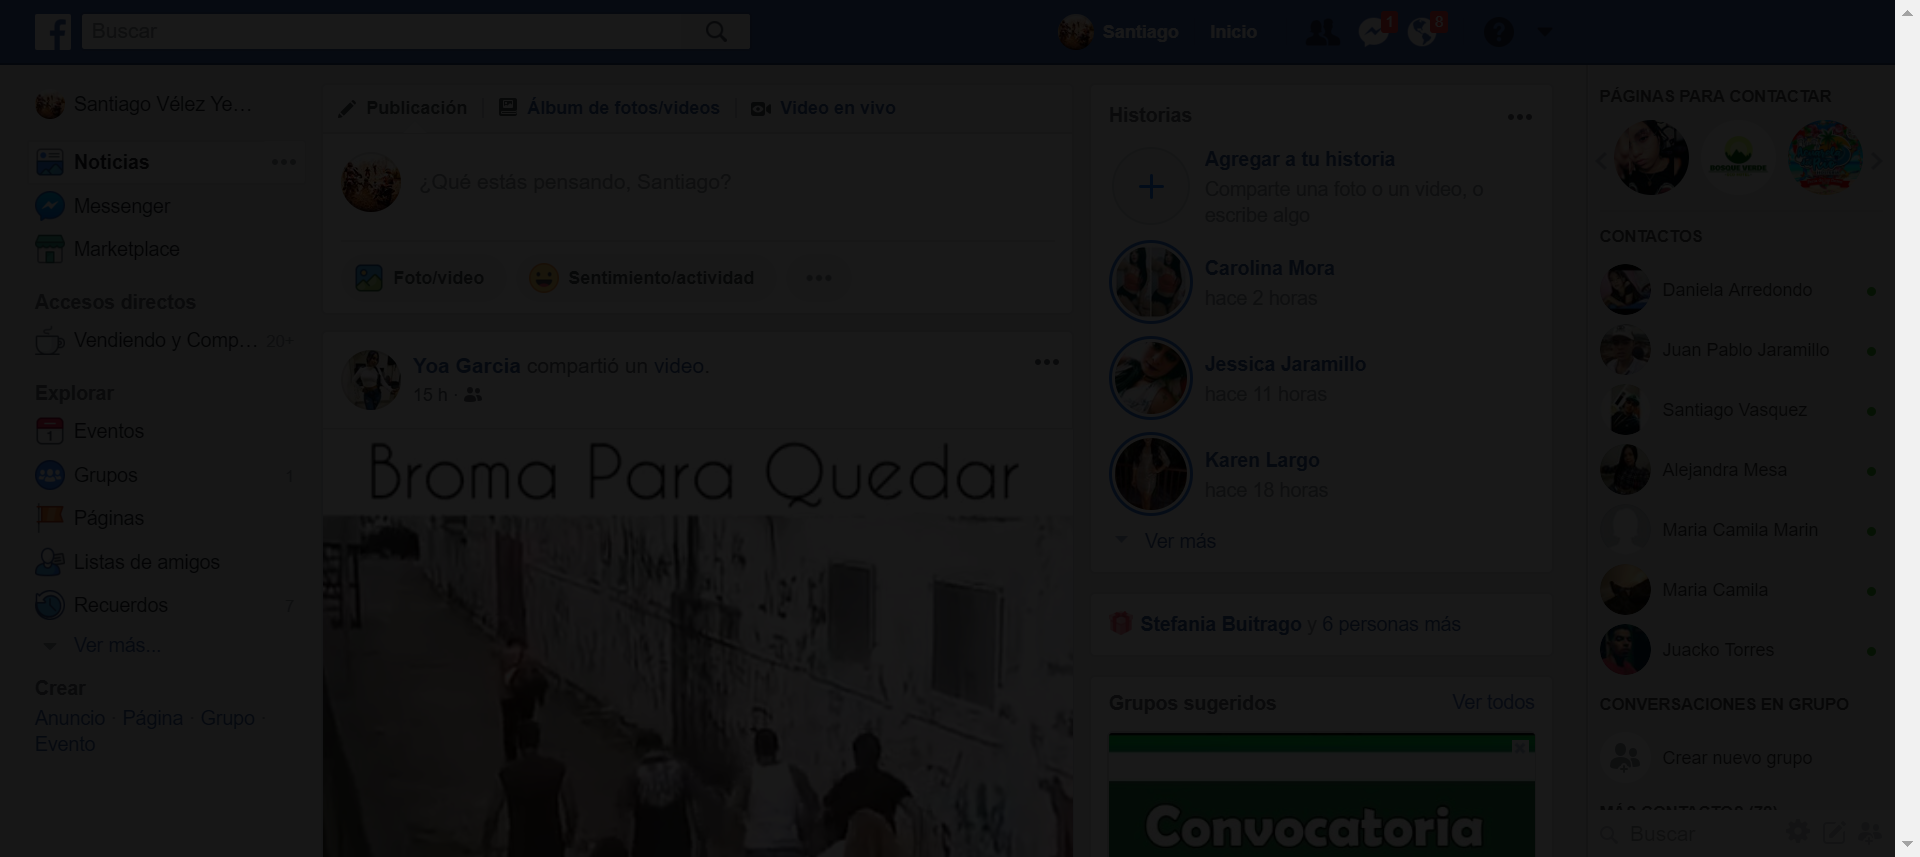 Buscar
Santiago
Inicio
1
8
?
Santiago Vélez Ye...
Noticias
Messenger
Marketplace
Accesos directos
Vendiendo y Comp... 20+
Explorar
1
Eventos
Grupos 1
Páginas
Listas de amigos
Recuerdos 7
Ver más...
Crear
Anuncio · Página · Grupo ·
Evento
Publicación
Álbum de fotos/videos
Video en vivo
¿Qué estás pensando, Santiago?
Foto/video
Sentimiento/actividad
Yoa Garcia compartió un video.
15 h ·
Broma Para Quedar
Historias
Agregar a tu historia
Comparte una foto o un video, o
escribe algo
Carolina Mora
hace 2 horas
Jessica Jaramillo
hace 11 horas
Karen Largo
hace 18 horas
Ver más
Stefania Buitrago y 6 personas más
Grupos sugeridos
Ver todos
Convocatoria
PÁGINAS PARA CONTACTAR
CONTACTOS
Daniela Arredondo
Juan Pablo Jaramillo
Santiago Vasquez
Alejandra Mesa
Maria Camila Marin
Maria Camila
Juacko Torres
CONVERSACIONES EN GRUPO
Crear nuevo grupo
MÁS CONTACTOS
Buscar